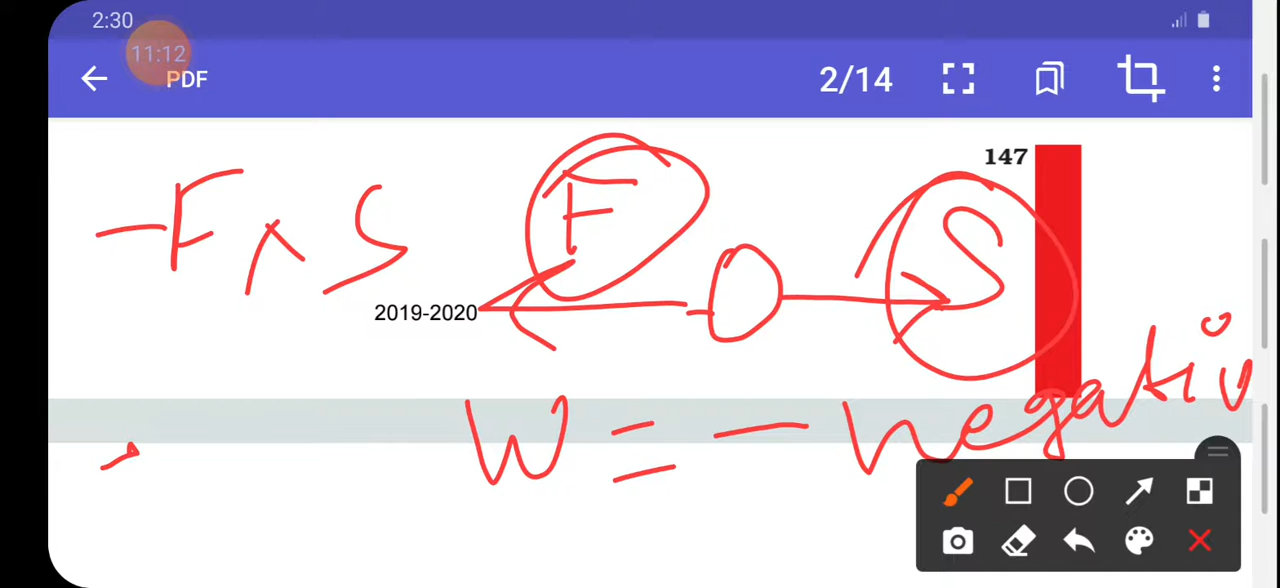 2:30
11:12
PDF
2/14
147
-F x S
F
S
2019-2020
W = - negativ